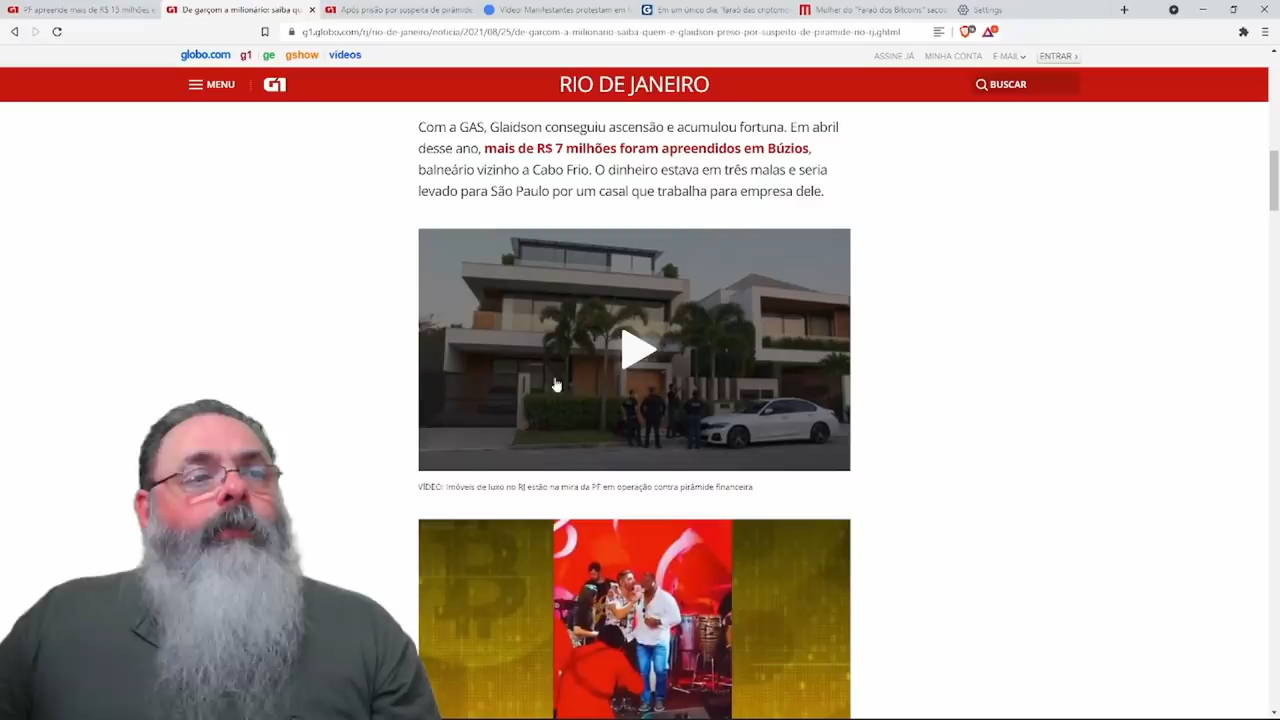 PF apreende mais de R$ 15 milhões e
De garçom a milionário: saiba qu
Após prisão por suspeita de pirâmide
Vídeo! Manifestantes protestam em
Em um único dia, 'faraó das criptomo
Mulher do "Faraó dos Bitcoins" saco
Settings
g1.globo.com/rj/rio-de-janeiro/noticia/2021/08/25/de-garcom-a-milionario-saiba-quem-e-glaidson-preso-por-suspeito-de-piramide-no-rj.ghtml
globo.com g1 ge gshow vídeos
ASSINE JÁ MINHA CONTA E-MAIL ENTRAR ›
MENU G1 RIO DE JANEIRO BUSCAR
Com a GAS, Glaidson conseguiu ascensão e acumulou fortuna. Em abril
desse ano, mais de R$ 7 milhões foram apreendidos em Búzios,
balneário vizinho a Cabo Frio. O dinheiro estava em três malas e seria
levado para São Paulo por um casal que trabalha para empresa dele.
VÍDEO: Imóveis de luxo no RJ estão na mira da PF em operação contra pirâmide financeira